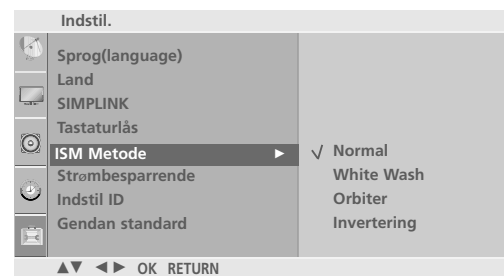 Indstil.
Sprog(language)
Land
SIMPLINK
Tastaturlås
ISM Metode ►
Strømbesparrende
Indstil ID
Gendan standard
√ Normal
White Wash
Orbiter
Invertering
▲▼ ◄► OK RETURN